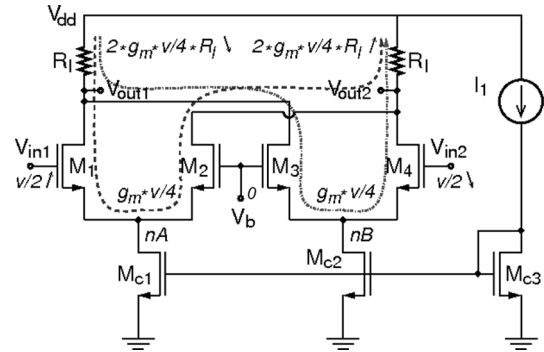 Vdd
2*gm*v/4*Rl 2*gm*v/4*Rl
Rl Rl
Vout1 Vout2
I1
Vin1 M1 M2 M3 M4 Vin2
v/2 gm*v/4 0 gm*v/4 v/2
Vb
nA nB
Mc1 Mc2 Mc3